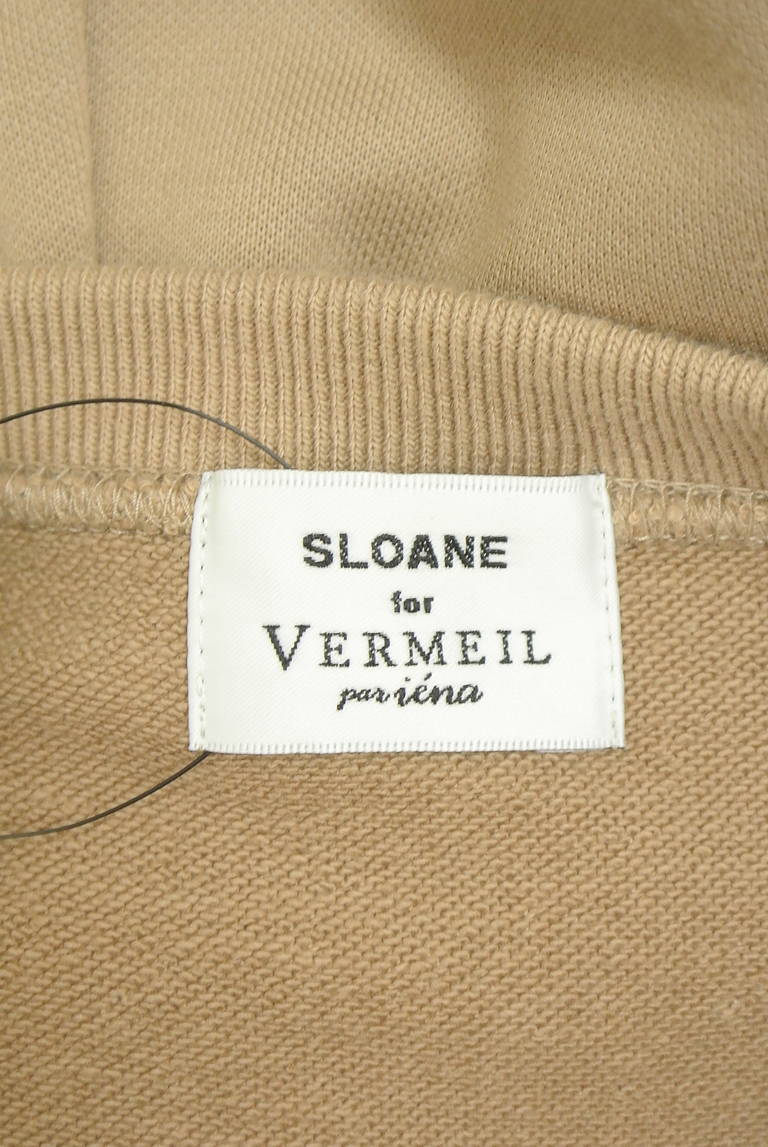 SLOANE
for
VERMEIL
par iéna